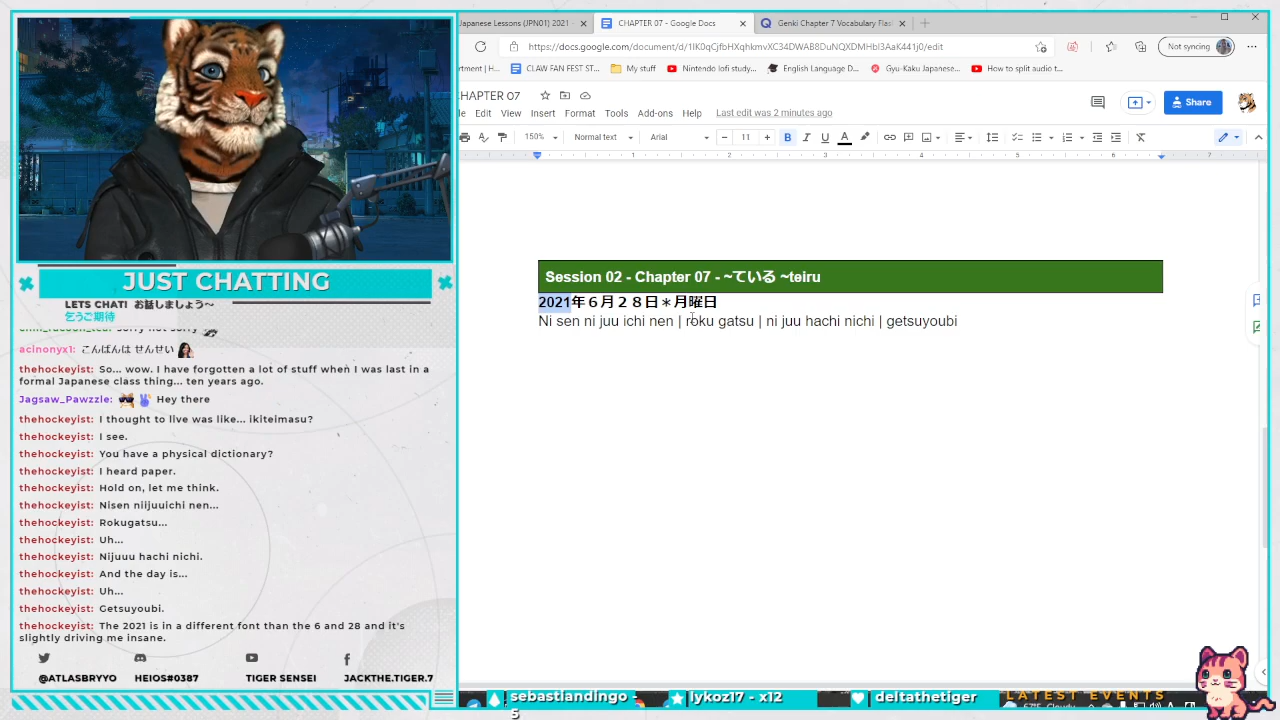 Japanese Lessons (JPN01) 2021 -
CHAPTER 07 - Google Docs
Genki Chapter 7 Vocabulary Flas
https://docs.google.com/document/d/
/edit
Not syncing
CLAW FAN FEST ST...
My stuff
Nintendo leifi study...
English Language D...
Gyu-Kaku Japanese...
How to split audio t...
HAPTER 07
Share
Edit View Insert Format Tools Add-ons Help Last edit was 2 minutes ago
150% Normal text Arial 11
Session 02 - Chapter 07 - ~ている ~teiru
2021年６月２８日＊月曜日
Ni sen ni juu ichi nen | roku gatsu | ni juu hachi nichi | getsuyoubi
JUST CHATTING
LETS CHAT! お話しましょう～
乞うご期待
sorry not sorry
acinonyx1: こんばんは せんせい
thehockeyist: So... wow. I have forgotten a lot of stuff when I was last in a
formal Japanese class thing... ten years ago.
Jagsaw_Pawzzle: Hey there
thehockeyist: I thought to live was like... ikiteimasu?
thehockeyist: I see.
thehockeyist: You have a physical dictionary?
thehockeyist: I heard paper.
thehockeyist: Hold on, let me think.
thehockeyist: Nisen niijuuichi nen...
thehockeyist: Rokugatsu...
thehockeyist: Uh...
thehockeyist: Nijuuu hachi nichi.
thehockeyist: And the day is...
thehockeyist: Uh...
thehockeyist: Getsuyoubi.
thehockeyist: The 2021 is in a different font than the 6 and 28 and it's
slightly driving me insane.
@ATLASBRYYO HEIOS#0387 TIGER SENSEI JACKTHE.TIGER.7
sebastiandingo -
5
lynx217 - x12
deltathetiger
LATEST EVENTS